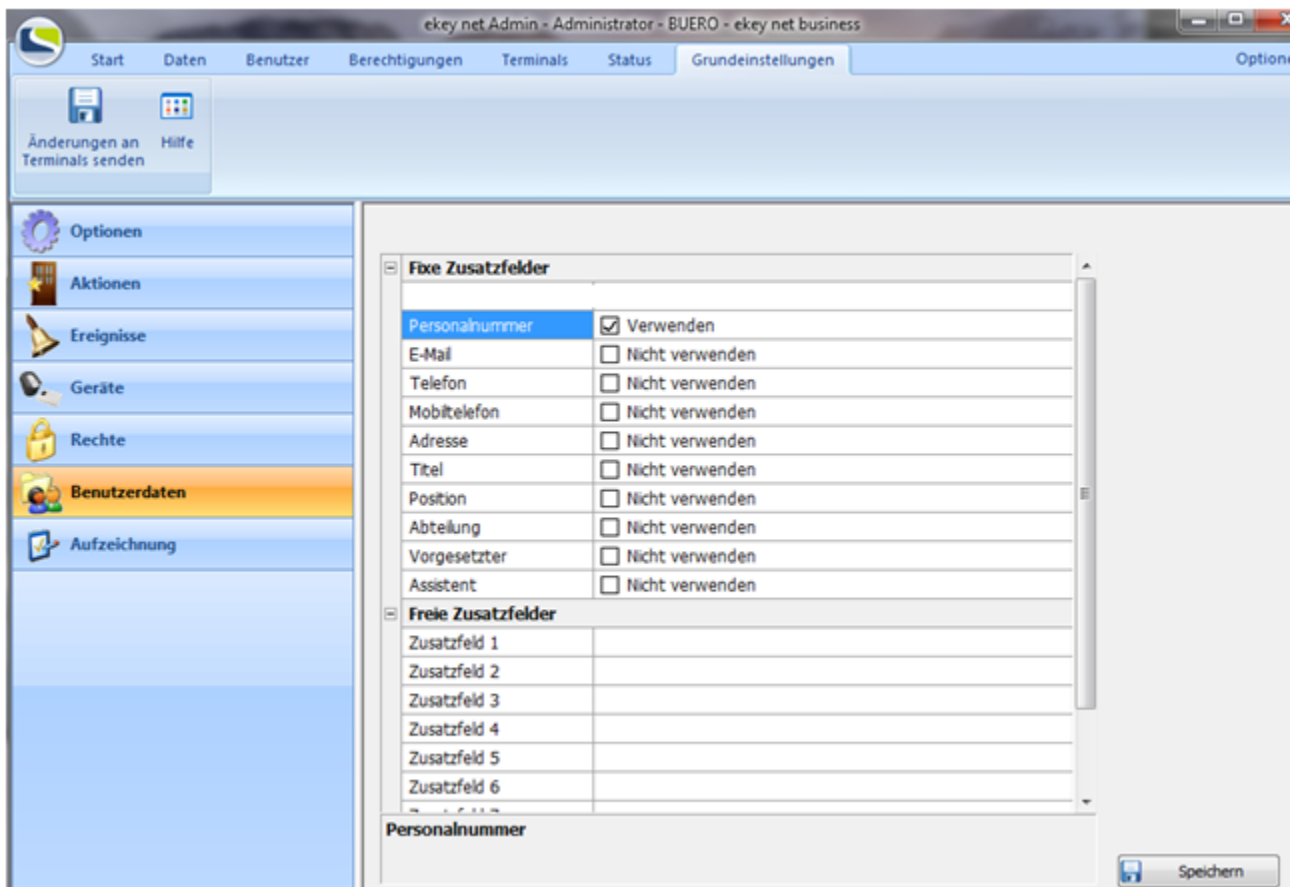 ekey net Admin - Administrator - BUERO - ekey net business
Start Daten Benutzer Berechtigungen Terminals Status Grundeinstellungen
Änderungen an Terminals senden
Hilfe
Optionen
Aktionen
Ereignisse
Geräte
Rechte
Benutzerdaten
Aufzeichnung
Fixe Zusatzfelder
Personalnummer Verwenden
E-Mail Nicht verwenden
Telefon Nicht verwenden
Mobiltelefon Nicht verwenden
Adresse Nicht verwenden
Titel Nicht verwenden
Position Nicht verwenden
Abteilung Nicht verwenden
Vorgesetzter Nicht verwenden
Assistent Nicht verwenden
Freie Zusatzfelder
Zusatzfeld 1
Zusatzfeld 2
Zusatzfeld 3
Zusatzfeld 4
Zusatzfeld 5
Zusatzfeld 6
Personalnummer
Speichern